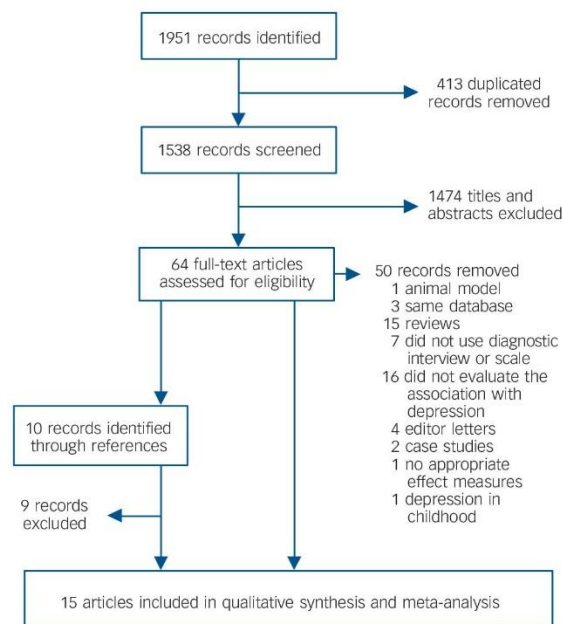 1951 records identified
413 duplicated
records removed
1538 records screened
1474 titles and
abstracts excluded
64 full-text articles
assessed for eligibility
50 records removed
1 animal model
3 same database
15 reviews
7 did not use diagnostic
interview or scale
16 did not evaluate the
association with
depression
4 editor letters
2 case studies
1 no appropriate
effect measures
1 depression in
childhood
10 records identified
through references
9 records
excluded
15 articles included in qualitative synthesis and meta-analysis